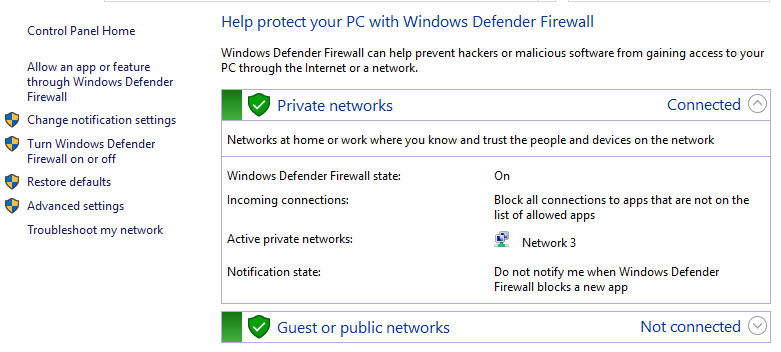 Control Panel Home
Allow an app or feature
through Windows Defender
Firewall
Change notification settings
Turn Windows Defender
Firewall on or off
Restore defaults
Advanced settings
Troubleshoot my network
Help protect your PC with Windows Defender Firewall
Windows Defender Firewall can help prevent hackers or malicious software from gaining access to your
PC through the Internet or a network.
Private networks Connected
Networks at home or work where you know and trust the people and devices on the network
Windows Defender Firewall state: On
Incoming connections: Block all connections to apps that are not on the
list of allowed apps
Active private networks: Network 3
Notification state: Do not notify me when Windows Defender
Firewall blocks a new app
Guest or public networks Not connected